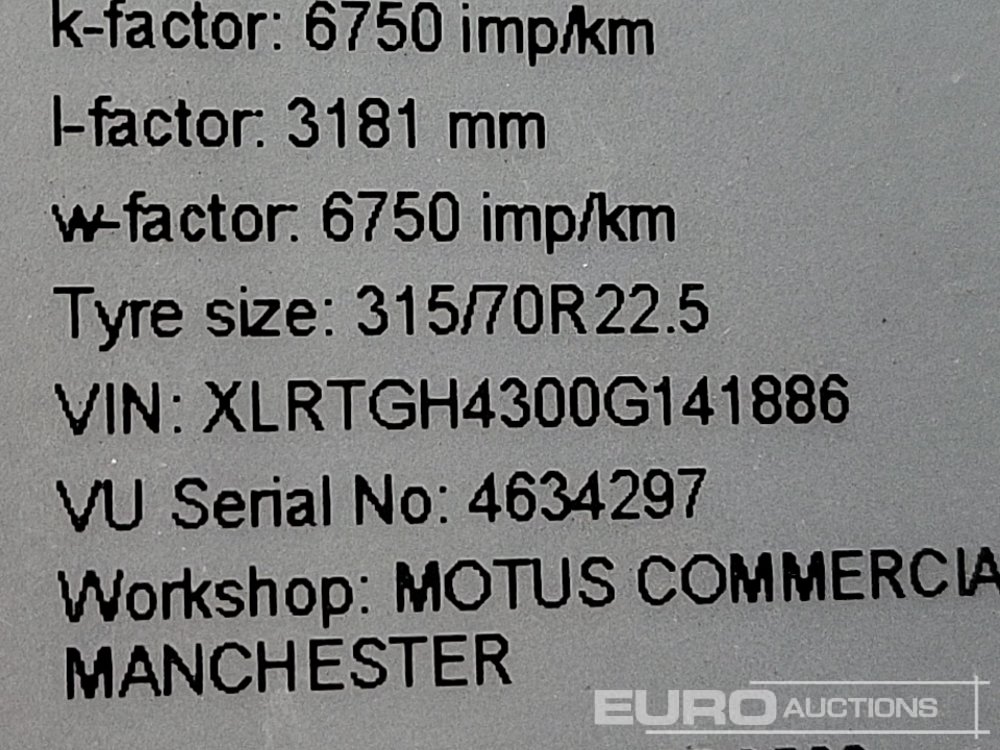 k-factor: 6750 imp/km
l-factor: 3181 mm
w-factor: 6750 imp/km
Tyre size: 315/70R22.5
VIN: XLRTGH4300G141886
VU Serial No: 4634297
Workshop: MOTUS COMMERCIA
MANCHESTER
EURO AUCTIONS